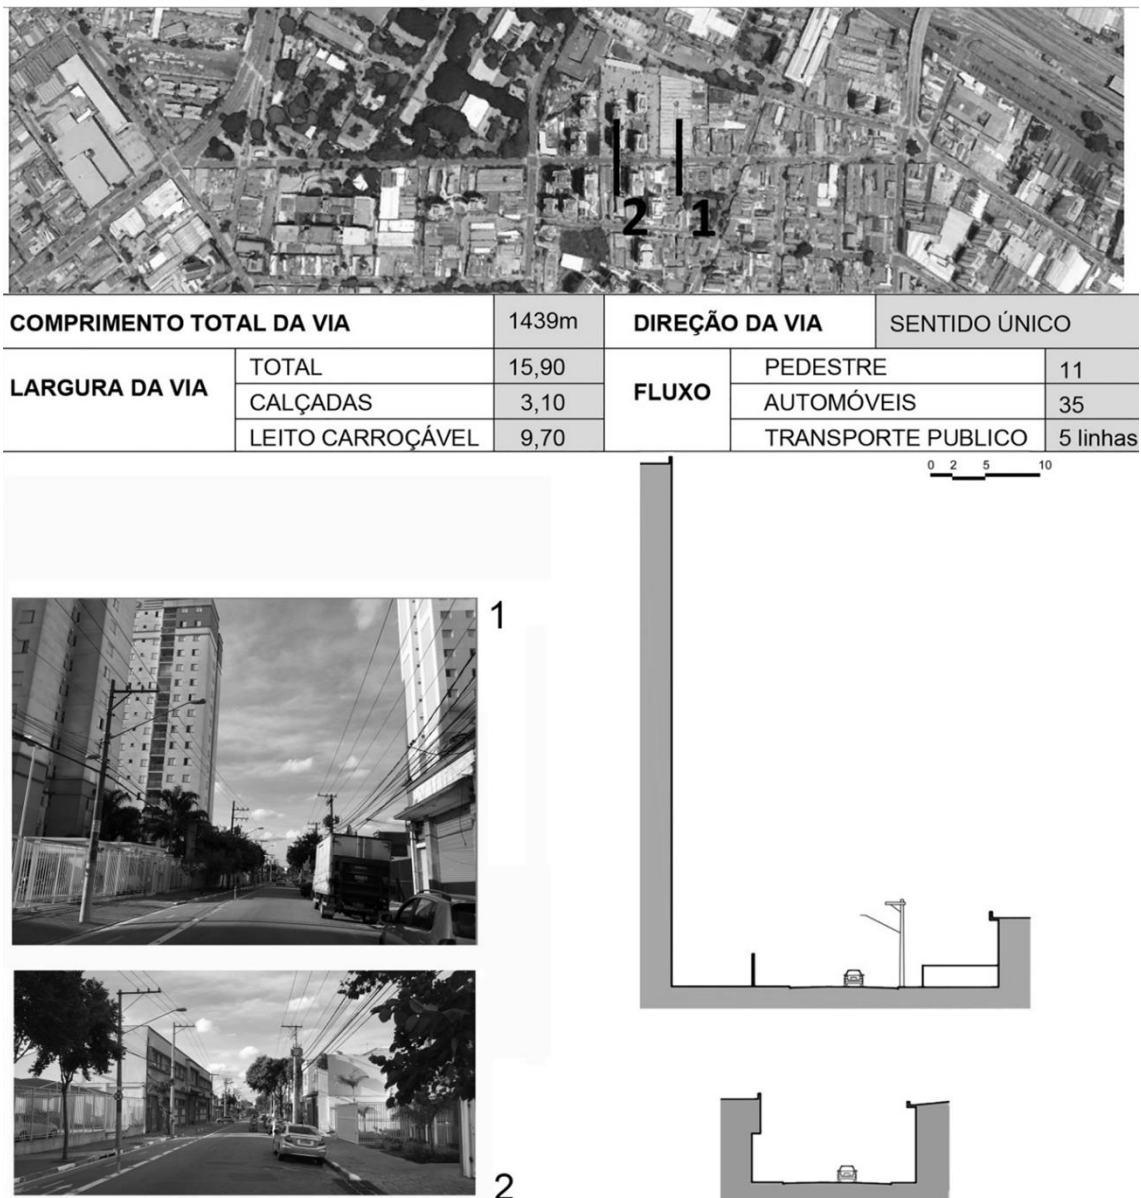 2 1
COMPRIMENTO TOTAL DA VIA 1439m DIREÇÃO DA VIA SENTIDO ÚNICO
LARGURA DA VIA TOTAL 15,90 FLUXO PEDESTRE 11
CALÇADAS 3,10 AUTOMÓVEIS 35
LEITO CARROÇÁVEL 9,70 TRANSPORTE PUBLICO 5 linhas
0 2 5 10
1
2